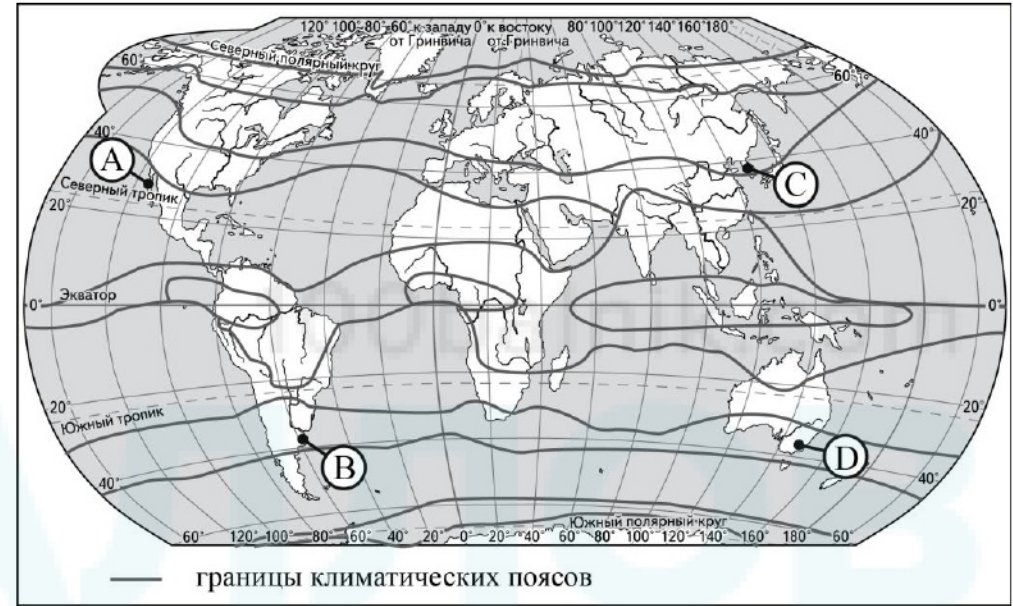 120° 100° 80° 60° к западу 0° к востоку 80° 100° 120° 140° 160° 180°
от Гринвича от Гринвича
Северный полярный круг
60° 60°
40° 40°
A
C
Северный тропик
20° 20°
Экватор
0° 0°
100balnik.com
20° 20°
Южный тропик
B
D
40° 40°
Южный полярный круг
60° 120° 100° 80° 60° 40° 20° 0° 20° 40° 60° 80° 100° 120° 140° 160° 180° 60°
границы климатических поясов